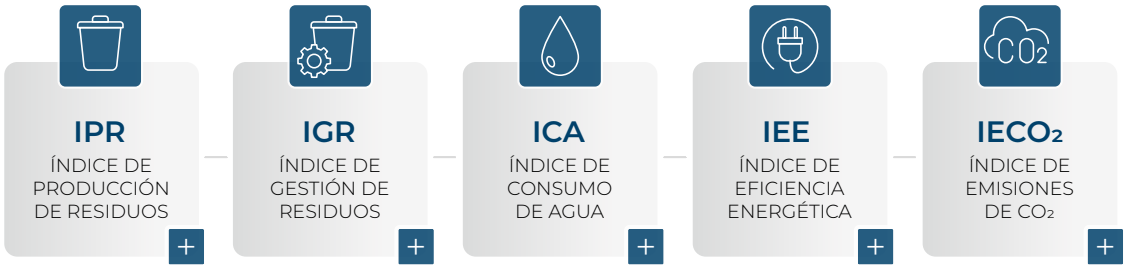 IPR
ÍNDICE DE
PRODUCCIÓN
DE RESIDUOS
+
IGR
ÍNDICE DE
GESTIÓN DE
RESIDUOS
+
ICA
ÍNDICE DE
CONSUMO
DE AGUA
+
IEE
ÍNDICE DE
EFICIENCIA
ENERGÉTICA
+
CO₂
IECO₂
ÍNDICE DE
EMISIONES
DE CO₂
+